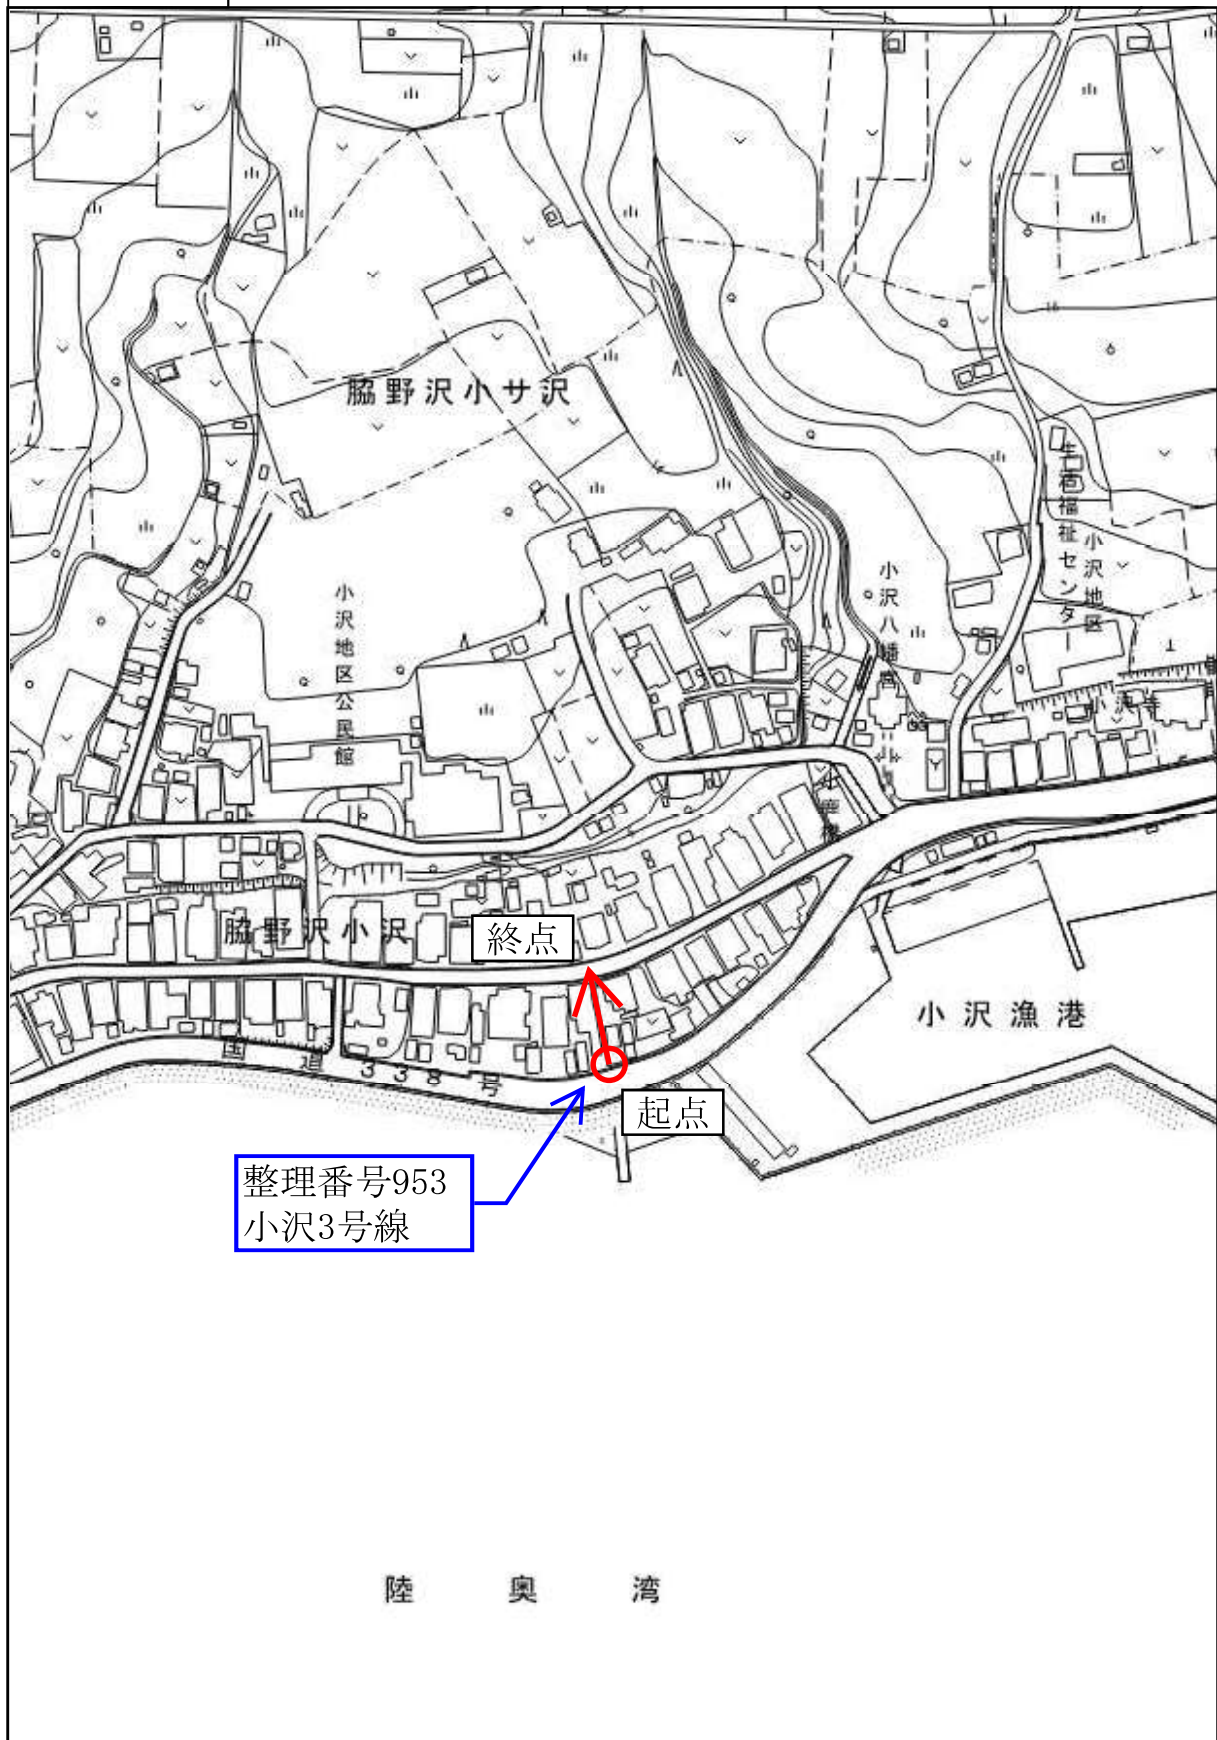 脇野沢小サ沢
生活福祉センター
小沢地区
小沢八幡宮
小沢地区公民館
小沢寺
脇野沢小沢
終点
小沢漁港
国道338号
起点
整理番号953
小沢3号線
陸奥湾